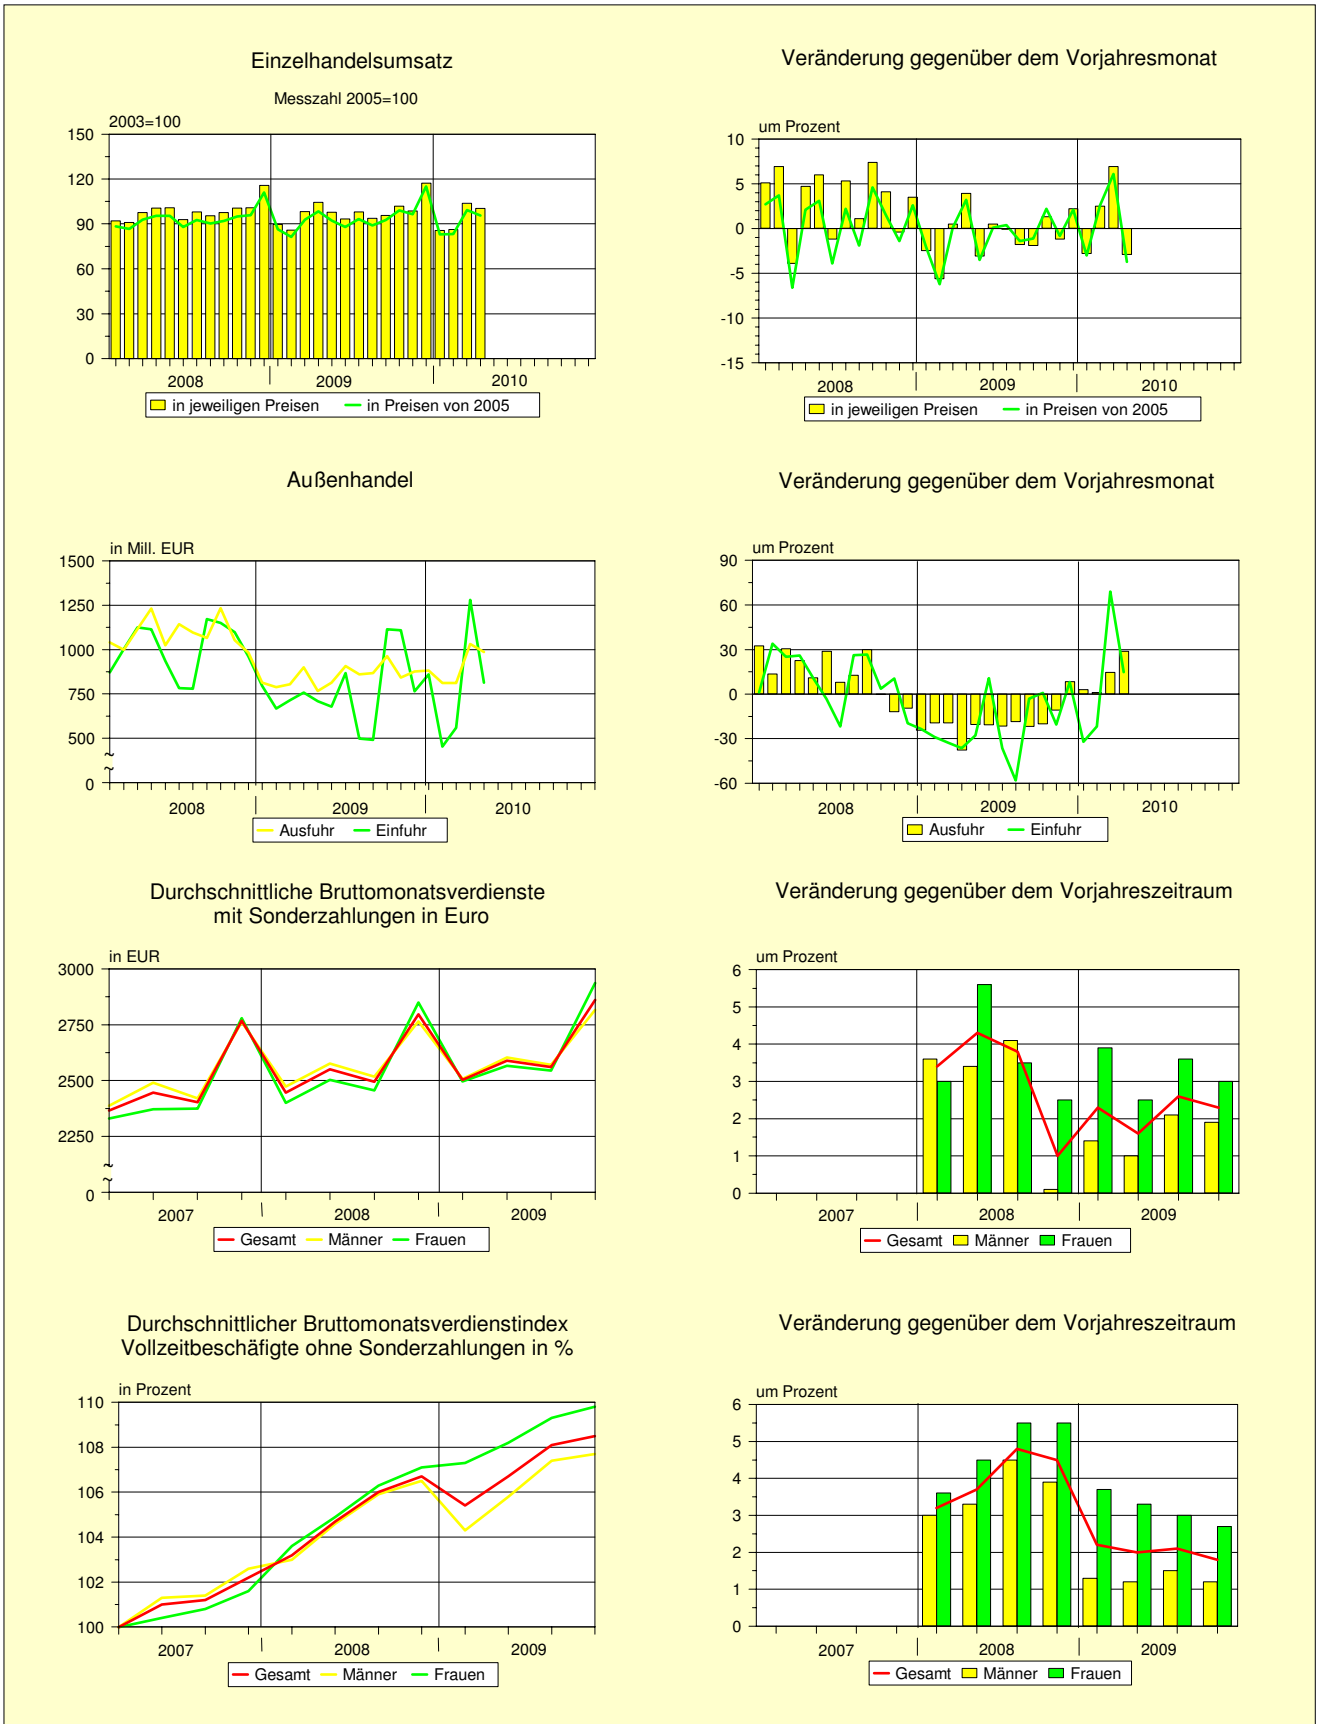 Einzelhandelsumsatz
Messzahl 2005=100
2003=100
150
120
90
60
30
0
2008
2009
2010
in jeweiligen Preisen
in Preisen von 2005
Veränderung gegenüber dem Vorjahresmonat
um Prozent
10
5
0
-5
-10
-15
2008
2009
2010
in jeweiligen Preisen
in Preisen von 2005
Außenhandel
in Mill. EUR
1500
1250
1000
750
500
~
~
0
2008
2009
2010
Ausfuhr
Einfuhr
Veränderung gegenüber dem Vorjahresmonat
um Prozent
90
60
30
0
-30
-60
2008
2009
2010
Ausfuhr
Einfuhr
Durchschnittliche Bruttomonatsverdienste
mit Sonderzahlungen in Euro
in EUR
3000
2750
2500
2250
~
~
0
2007
2008
2009
Gesamt
Männer
Frauen
Veränderung gegenüber dem Vorjahreszeitraum
um Prozent
6
5
4
3
2
1
0
2007
2008
2009
Gesamt
Männer
Frauen
Durchschnittlicher Bruttomonatsverdienstindex
Vollzeitbeschäfigte ohne Sonderzahlungen in %
in Prozent
110
108
106
104
102
100
2007
2008
2009
Gesamt
Männer
Frauen
Veränderung gegenüber dem Vorjahreszeitraum
um Prozent
6
5
4
3
2
1
0
2007
2008
2009
Gesamt
Männer
Frauen